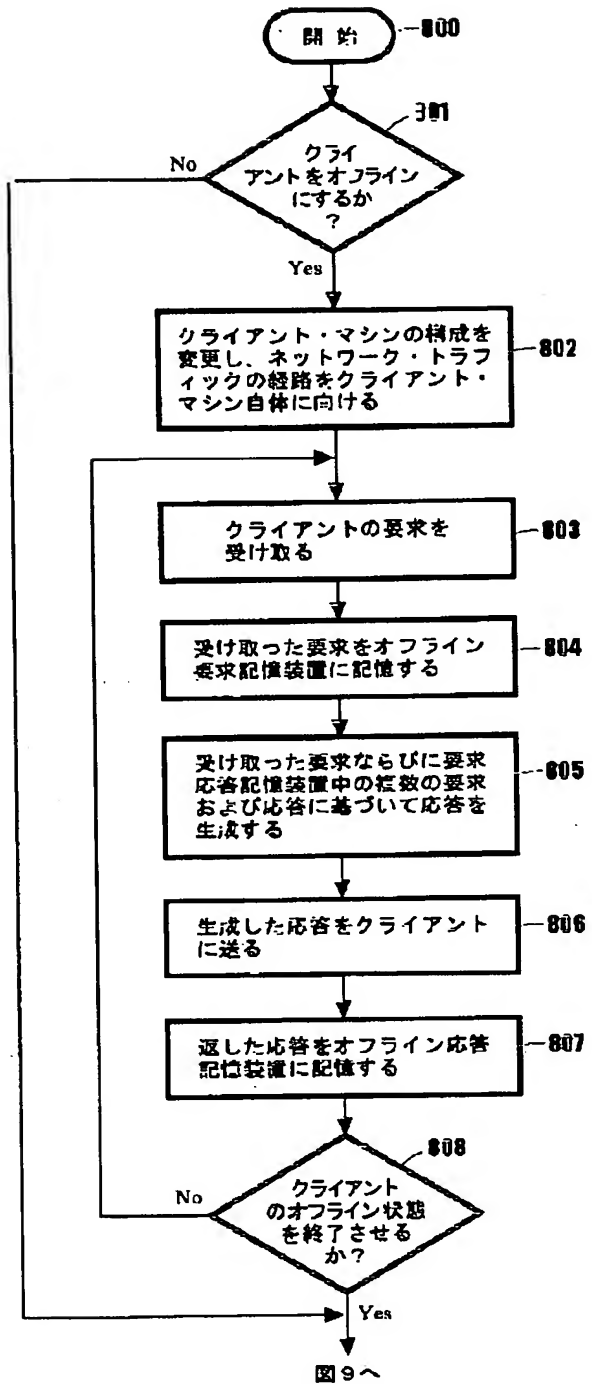 開始
800
301
クライ
アントをオフライン
にするか
?
No
Yes
クライアント・マシンの構成を
変更し、ネットワーク・トラフ
ィックの経路をクライアント・
マシン自体に向ける
802
クライアントの要求を
受け取る
803
受け取った要求をオフライン
要求記憶装置に記憶する
804
受け取った要求ならびに要求
応答記憶装置中の複数の要求
および応答に基づいて応答を
生成する
805
生成した応答をクライアント
に送る
806
返した応答をオフライン応答
記憶装置に記憶する
807
808
クライアント
のオフライン状態
を終了させる
か?
No
Yes
図9へ